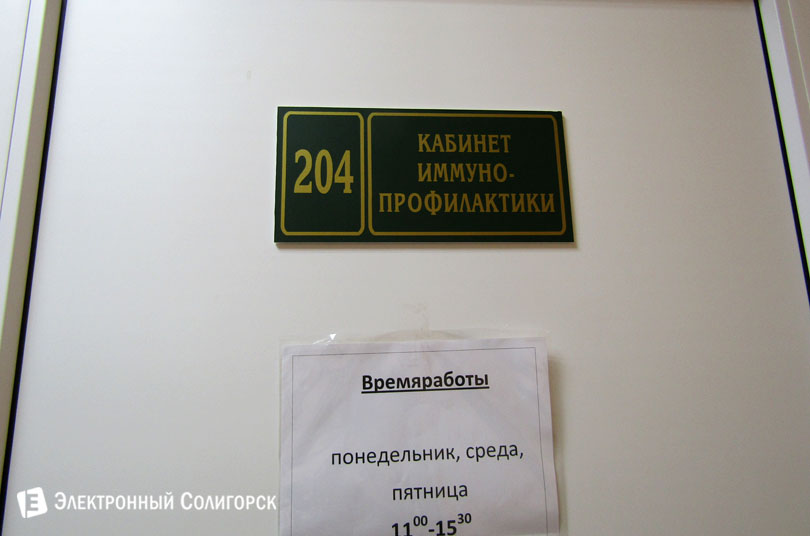 204
КАБИНЕТ
ИММУНО-
ПРОФИЛАКТИКИ
Времяработы
понедельник, среда,
пятница
11⁰⁰-15³⁰
E Электронный Солигорск